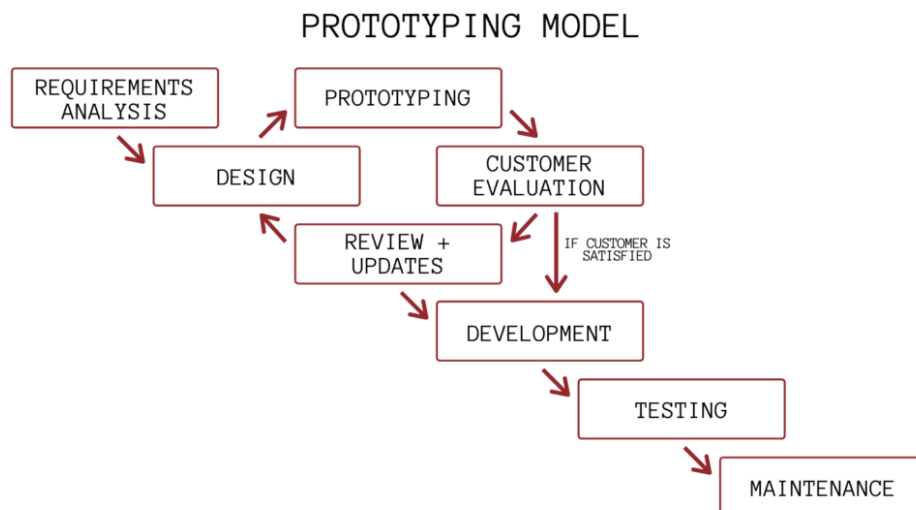 PROTOTYPING MODEL
REQUIREMENTS
ANALYSIS
PROTOTYPING
DESIGN
CUSTOMER
EVALUATION
REVIEW +
UPDATES
IF CUSTOMER IS
SATISFIED
DEVELOPMENT
TESTING
MAINTENANCE